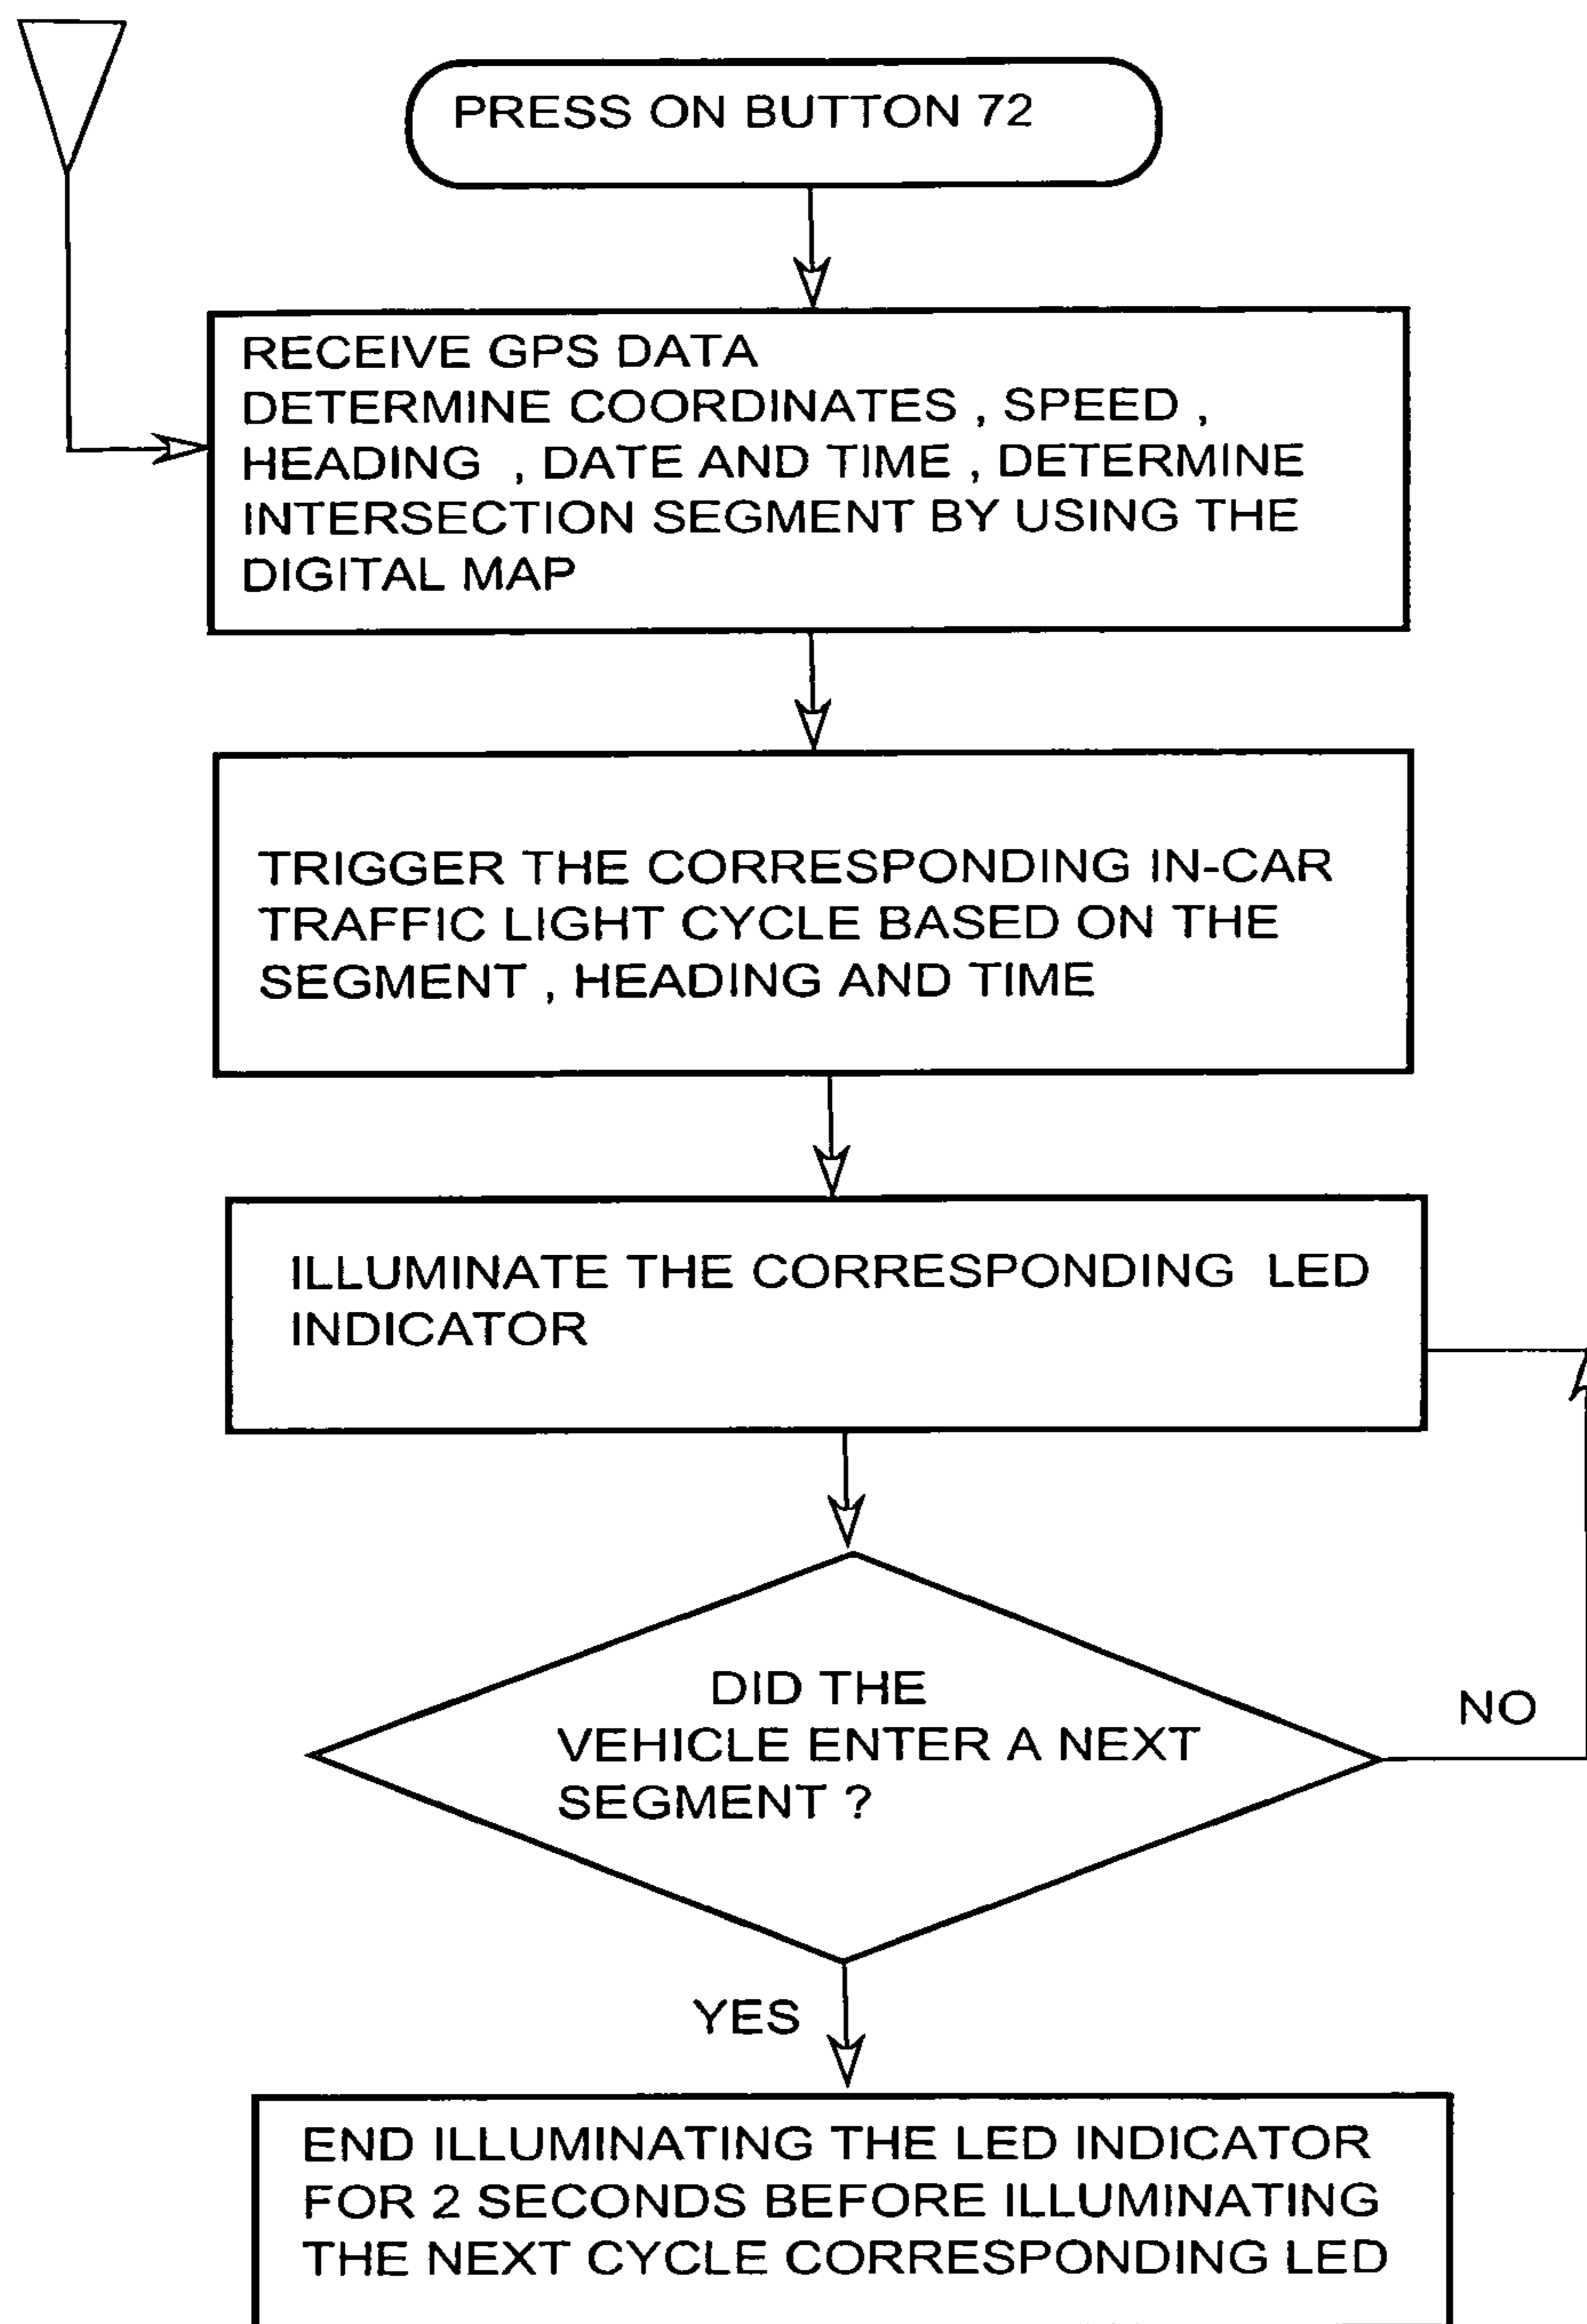 PRESS ON BUTTON 72
RECEIVE GPS DATA
DETERMINE COORDINATES , SPEED ,
HEADING , DATE AND TIME , DETERMINE
INTERSECTION SEGMENT BY USING THE
DIGITAL MAP
TRIGGER THE CORRESPONDING IN-CAR
TRAFFIC LIGHT CYCLE BASED ON THE
SEGMENT , HEADING AND TIME
ILLUMINATE THE CORRESPONDING LED
INDICATOR
DID THE
VEHICLE ENTER A NEXT
SEGMENT ?
NO
YES
END ILLUMINATING THE LED INDICATOR
FOR 2 SECONDS BEFORE ILLUMINATING
THE NEXT CYCLE CORRESPONDING LED